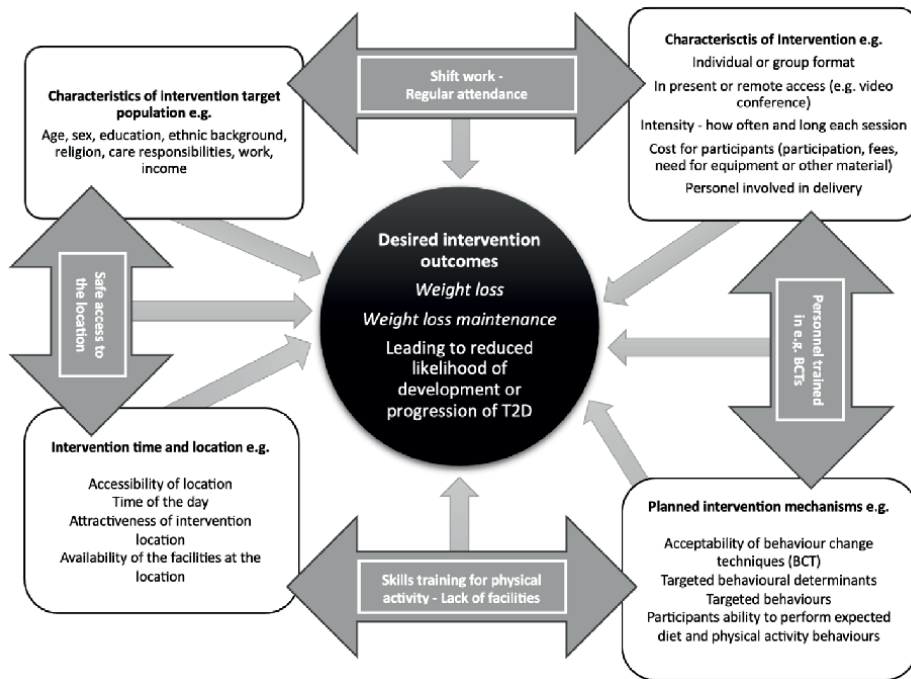 Characteristics of intervention target
population e.g.
Age, sex, education, ethnic background,
religion, care responsibilities, work,
income
Shift work -
Regular attendance
Characterisctis of Intervention e.g.
Individual or group format
In present or remote access (e.g. video
conference)
Intensity - how often and long each session
Cost for participants (participation, fees,
need for equipment or other material)
Personel involved in delivery
Safe access to
the location
Desired intervention
outcomes
Weight loss
Weight loss maintenance
Leading to reduced
likelihood of
development or
progression of T2D
Personnel trained
in e.g. BCTs
Intervention time and location e.g.
Accessibility of location
Time of the day
Attractiveness of intervention
location
Availability of the facilities at the
location
Skills training for physical
activity - Lack of facilities
Planned intervention mechanisms e.g.
Acceptability of behaviour change
techniques (BCT)
Targeted behavioural determinants
Targeted behaviours
Participants ability to perform expected
diet and physical activity behaviours